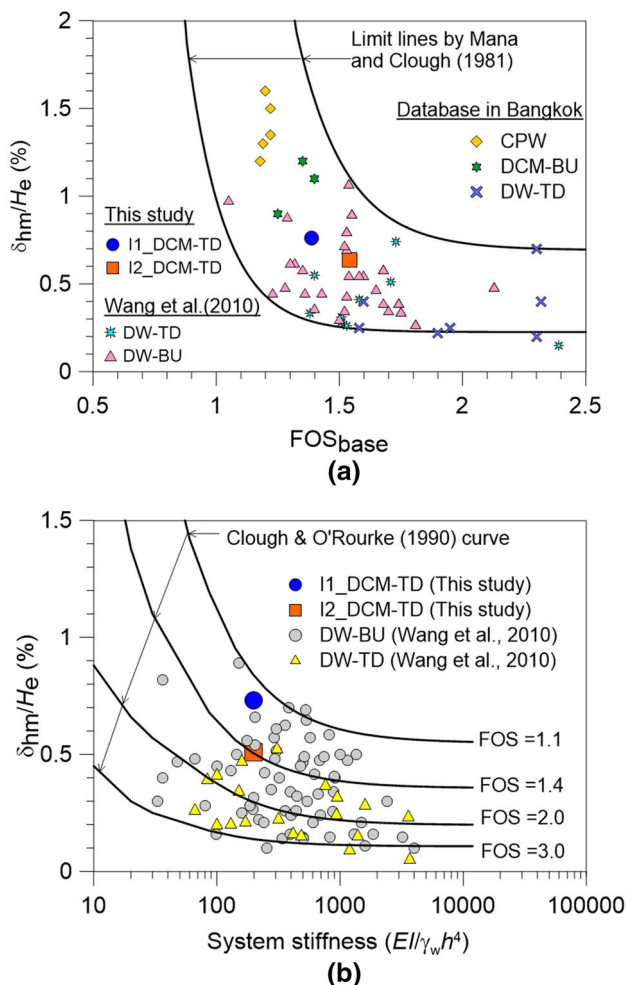 2
Limit lines by Mana
and Clough (1981)
1.5
Database in Bangkok
CPW
DCM-BU
DW-TD
δhm/He (%)
1
This study
I1_DCM-TD
I2_DCM-TD
0.5
Wang et al.(2010)
DW-TD
DW-BU
0
0.5
1
1.5
2
2.5
FOSbase
(a)
1.5
Clough & O'Rourke (1990) curve
I1_DCM-TD (This study)
I2_DCM-TD (This study)
DW-BU (Wang et al., 2010)
DW-TD (Wang et al., 2010)
1
δhm/He (%)
0.5
FOS =1.1
FOS =1.4
FOS =2.0
FOS =3.0
0
10
100
1000
10000
100000
System stiffness (EI/γwh⁴)
(b)